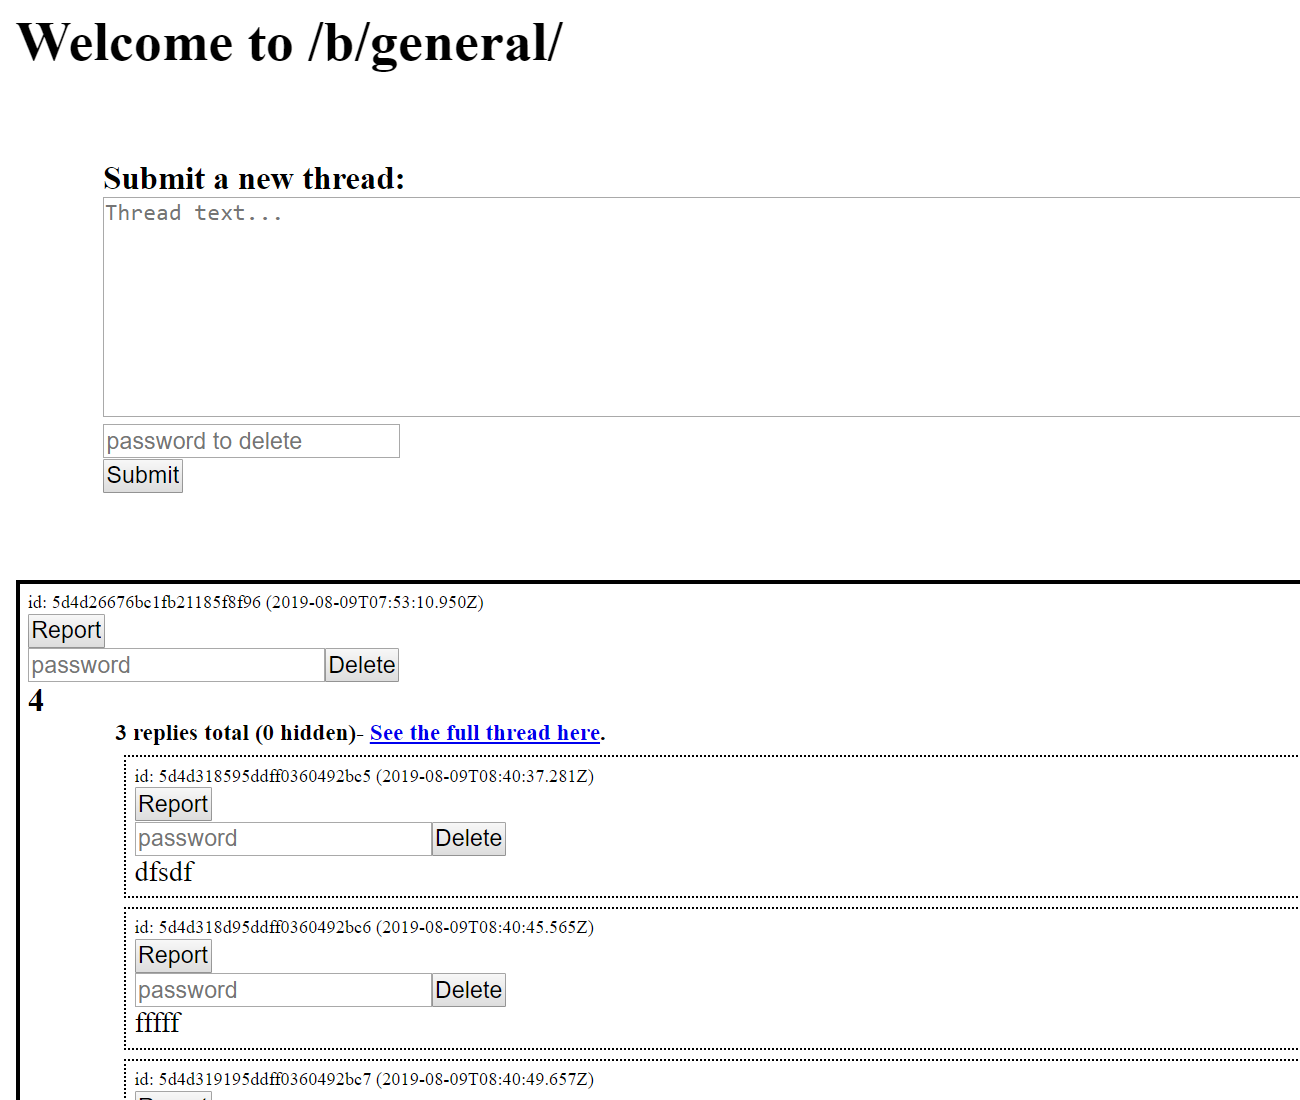 Welcome to /b/general/
Submit a new thread:
Thread text...
password to delete
Submit
id: 5d4d26676bc1fb21185f8f96 (2019-08-09T07:53:10.950Z)
Report
password Delete
4
3 replies total (0 hidden)- See the full thread here.
id: 5d4d318595ddff0360492bc5 (2019-08-09T08:40:37.281Z)
Report
password Delete
dfsdf
id: 5d4d318d95ddff0360492bc6 (2019-08-09T08:40:45.565Z)
Report
password Delete
fffff
id: 5d4d319195ddff0360492bc7 (2019-08-09T08:40:49.657Z)